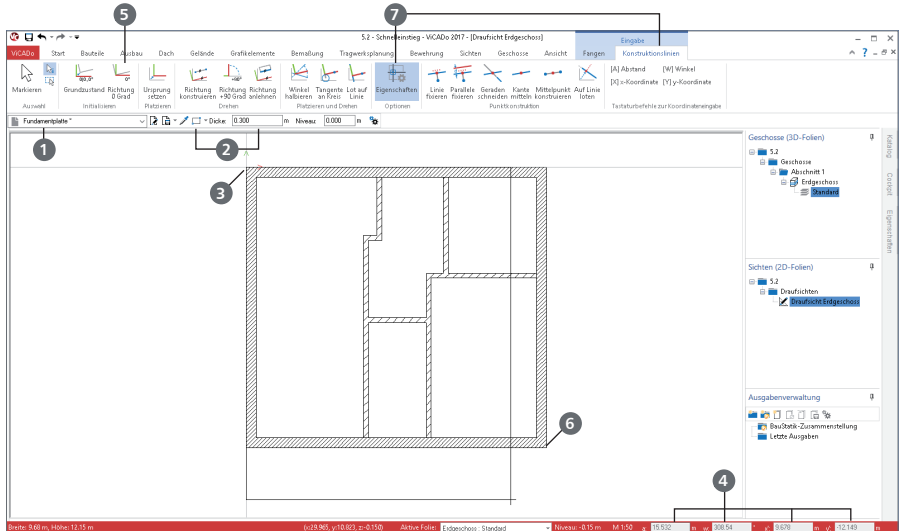 5
7
5.2 - Schnelleinstieg - ViCADo 2017 - [Draufsicht Erdgeschoss]
Eingabe
ViCADo Start Bauteile Ausbau Dach Gelände Grafikelemente Bemaßung Tragwerksplanung Bewehrung Sichten Geschosse Ansicht Fangen Konstruktionslinien
Markieren
Grundzustand
Richtung 0 Grad
Ursprung setzen
Richtung konstruieren
Richtung +90 Grad
Richtung anlehnen
Winkel halbieren
Tangente an Kreis
Lot auf Linie
Eigenschaften
Linie fixieren
Parallele fixieren
Geraden schneiden
Kante mitteln
Mittelpunkt konstruieren
Auf Linie loten
[A] Abstand [W] Winkel
[X] x-Koordinate [Y] y-Koordinate
Auswahl Initialisieren Platzieren Drehen Platzieren und Drehen Optionen Punktkonstruktion Tastaturbefehle zur Koordinateneingabe
Fundamentplatte * Dicke: 0.300 m Niveau: 0.000 m
1
2
3
Geschosse (3D-Folien)
5.2
Geschosse
Abschnitt 1
Erdgeschoss
Standard
Katalog
Cockpit
Eigenschaften
Sichten (2D-Folien)
5.2
Draufsichten
Draufsicht Erdgeschoss
Ausgabenverwaltung
BauStatik-Zusammenstellung
Letzte Ausgaben
6
4
Breite: 9.68 m, Höhe: 12.15 m (x:29.965, y:10.823, z:-0.150) Aktive Folie: Erdgeschoss : Standard Niveau: -0.15 m M 1:50 a: 15.532 m w: 308.54 ° x': 9.678 m y': -12.149 m